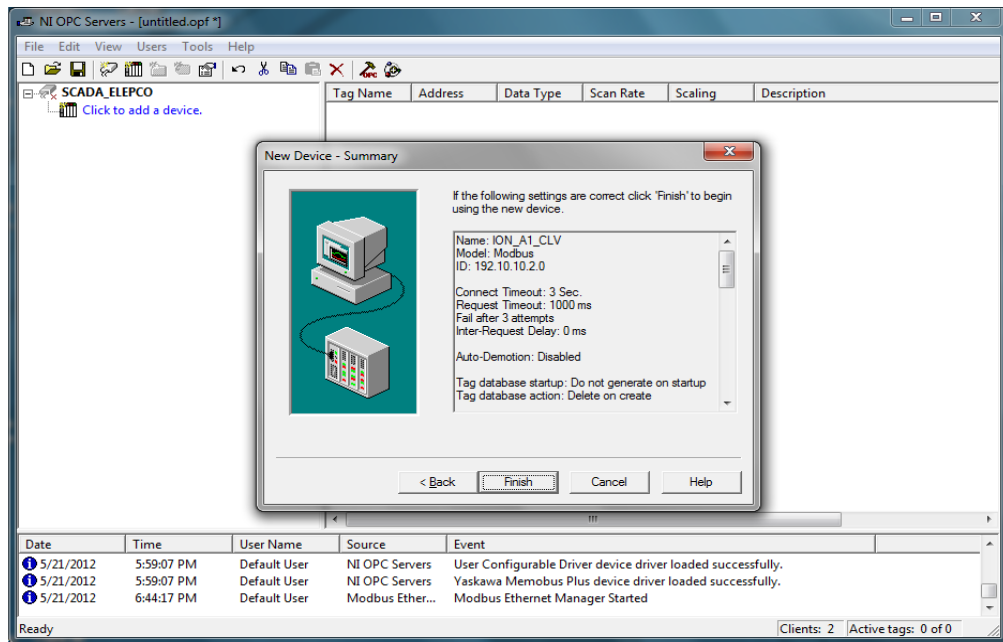 NI OPC Servers - [untitled.opf *]
File Edit View Users Tools Help
SCADA_ELEPCO
Click to add a device.
Tag Name Address Data Type Scan Rate Scaling Description
New Device - Summary
If the following settings are correct click 'Finish' to begin
using the new device.
Name: ION_A1_CLV
Model: Modbus
ID: 192.10.10.2.0
Connect Timeout: 3 Sec.
Request Timeout: 1000 ms
Fail after 3 attempts
Inter-Request Delay: 0 ms
Auto-Demotion: Disabled
Tag database startup: Do not generate on startup
Tag database action: Delete on create
< Back Finish Cancel Help
Date Time User Name Source Event
5/21/2012 5:59:07 PM Default User NI OPC Servers User Configurable Driver device driver loaded successfully.
5/21/2012 5:59:07 PM Default User NI OPC Servers Yaskawa Memobus Plus device driver loaded successfully.
5/21/2012 6:44:17 PM Default User Modbus Ether... Modbus Ethernet Manager Started
Ready Clients: 2 Active tags: 0 of 0